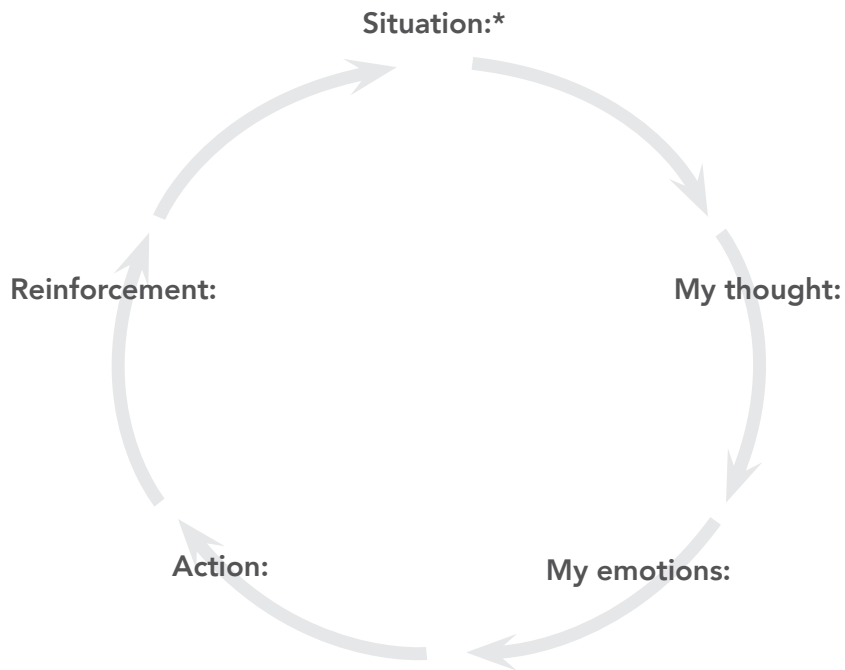 Situation:*
My thought:
My emotions:
Action:
Reinforcement: